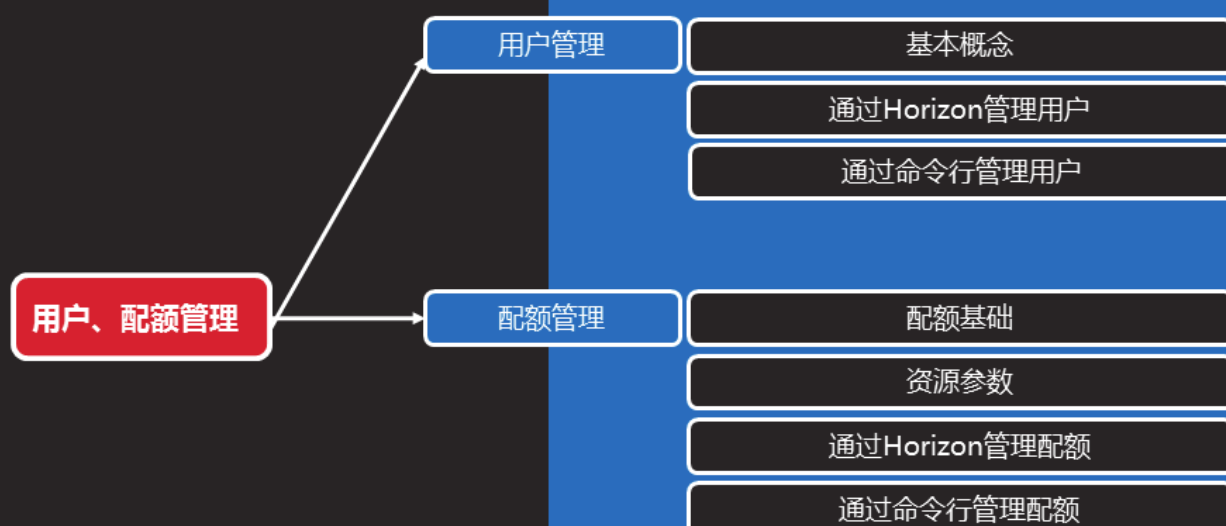 用户管理
基本概念
通过Horizon管理用户
通过命令行管理用户
用户、配额管理
配额管理
配额基础
资源参数
通过Horizon管理配额
通过命令行管理配额